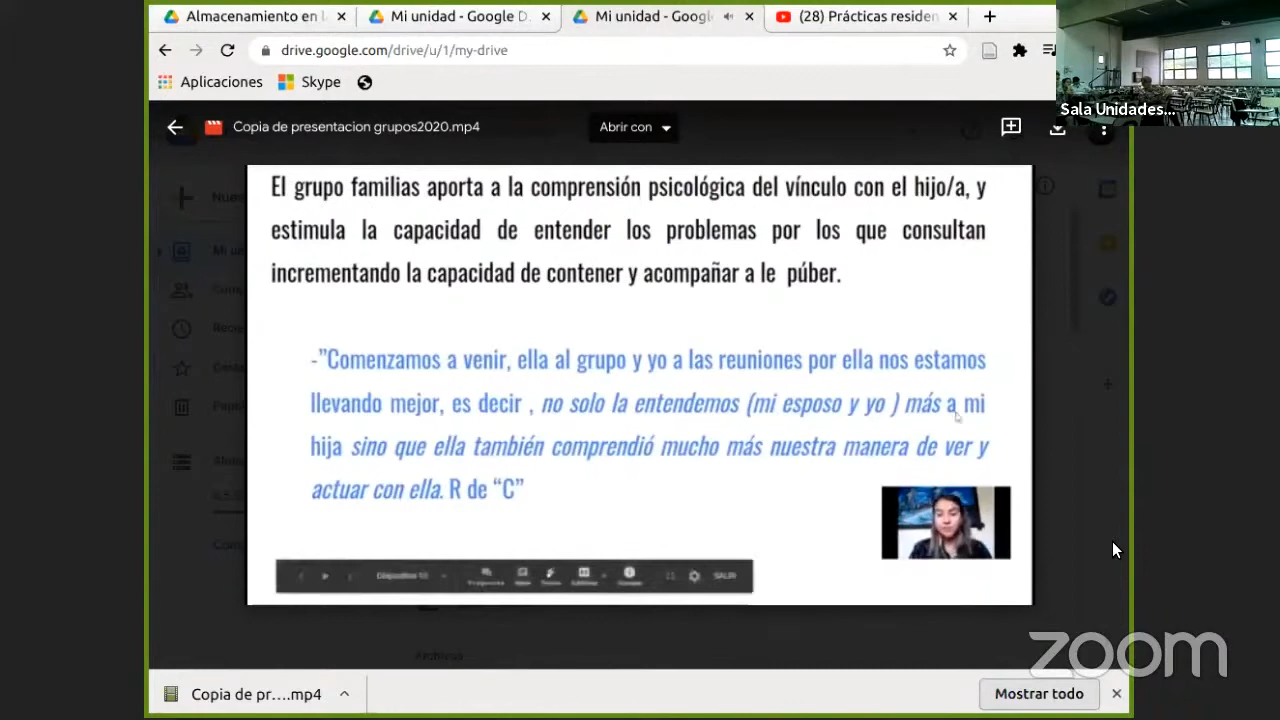 Almacenamiento en l
Mi unidad - Google D
Mi unidad - Googl
(28) Prácticas residen
drive.google.com/drive/u/1/my-drive
Aplicaciones
Skype
Sala Unidades...
Copia de presentacion grupos2020.mp4
Abrir con
El grupo familias aporta a la comprensión psicológica del vínculo con el hijo/a, y
estimula la capacidad de entender los problemas por los que consultan
incrementando la capacidad de contener y acompañar a le púber.
-”Comenzamos a venir, ella al grupo y yo a las reuniones por ella nos estamos
llevando mejor, es decir , no solo la entendemos (mi esposo y yo ) más a mi
hija sino que ella también comprendió mucho más nuestra manera de ver y
actuar con ella. R de “C”
SALIR
zoom
Copia de pr....mp4
Mostrar todo